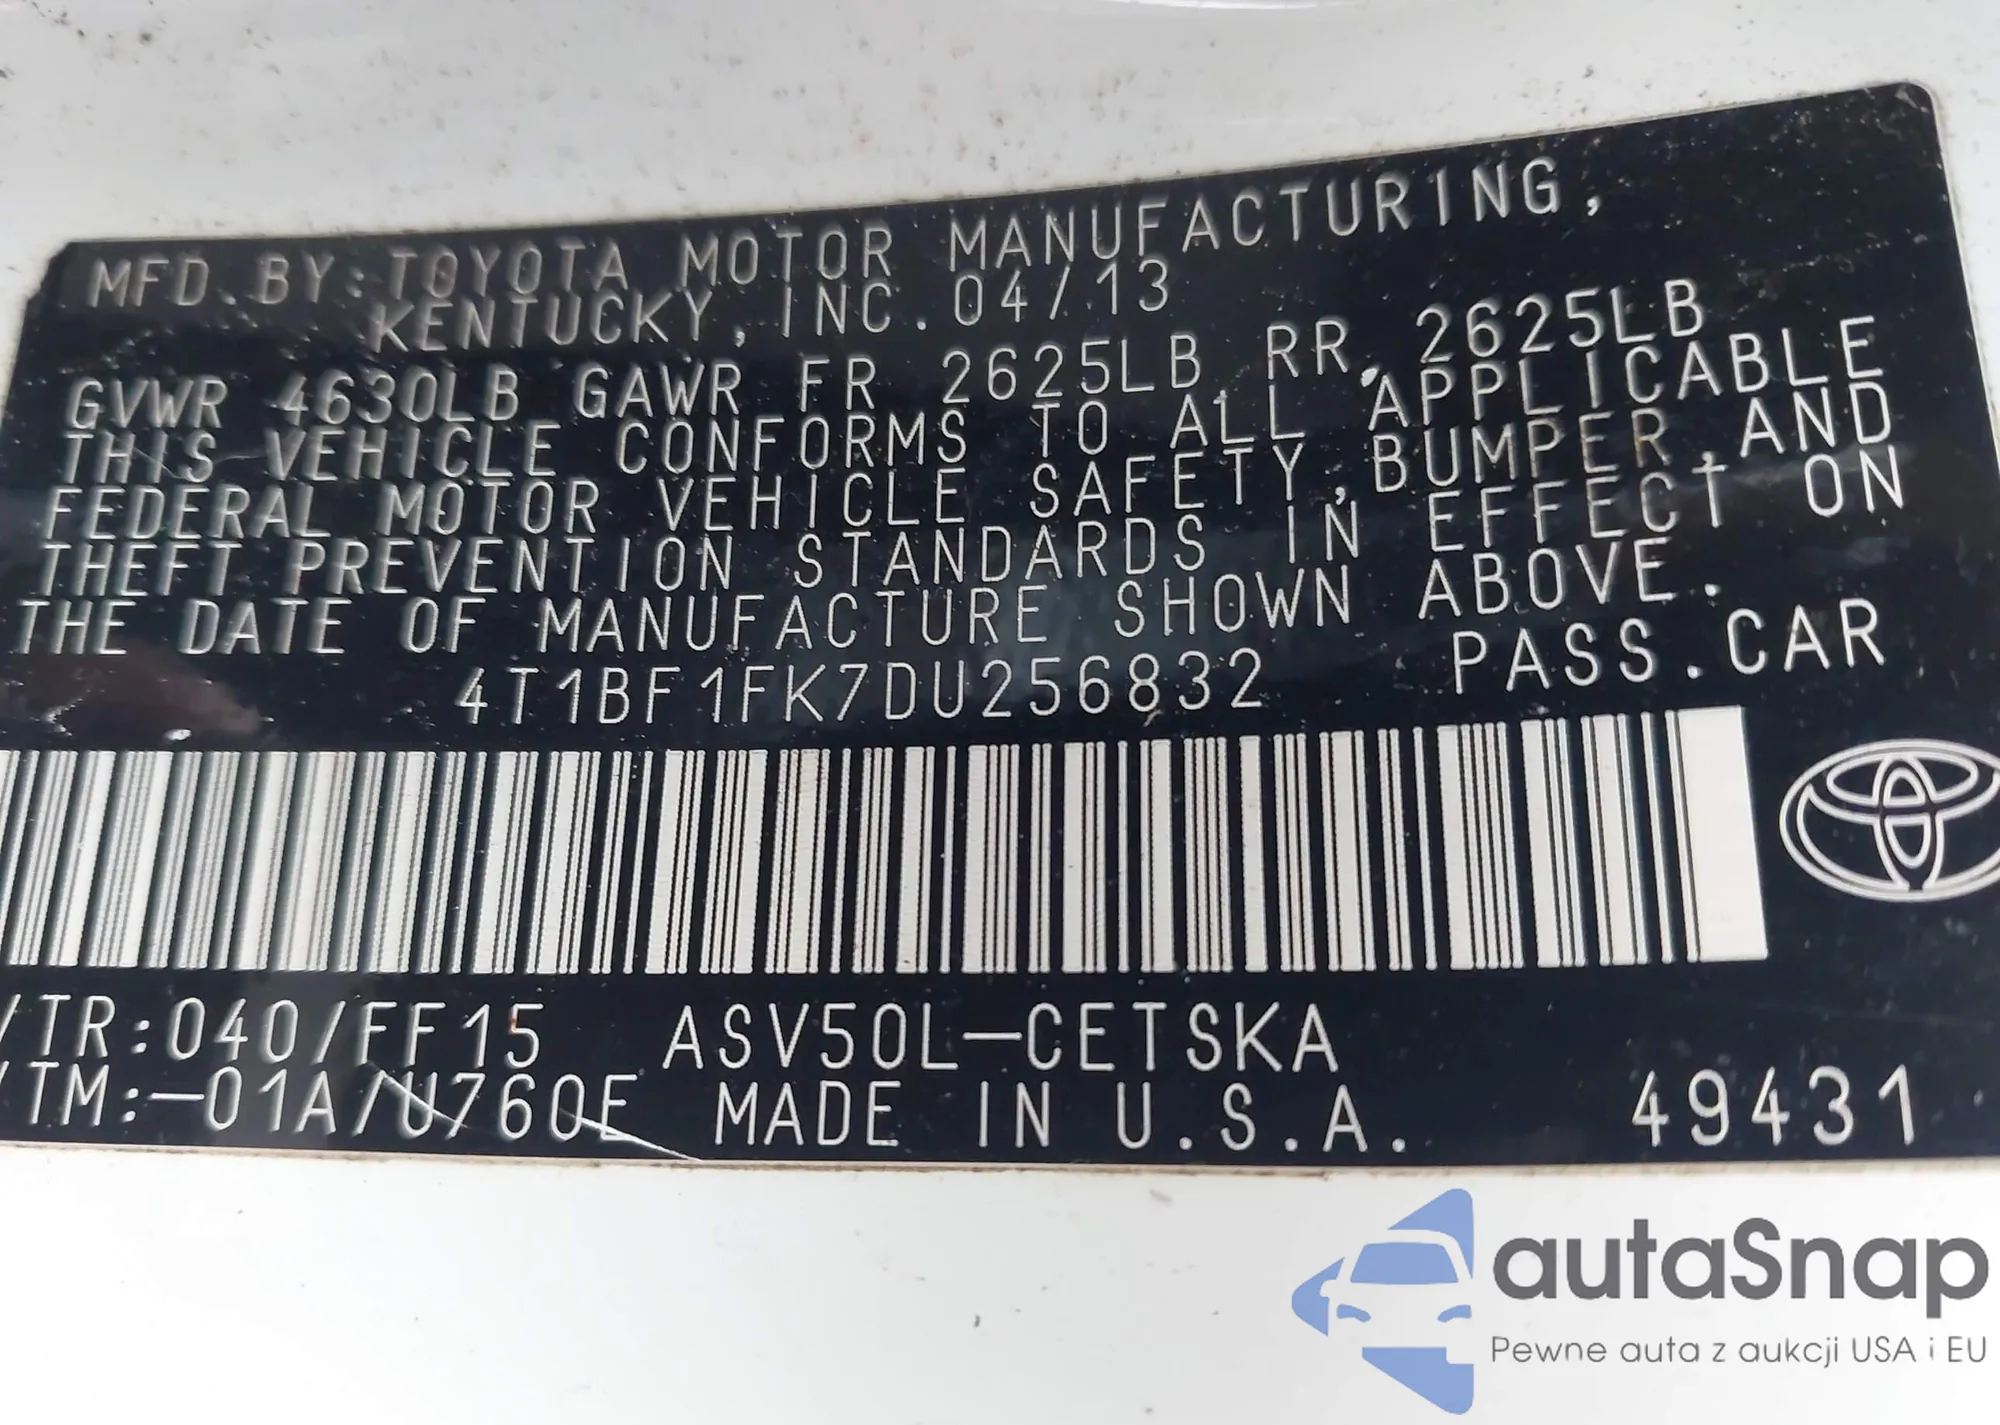 MFD.BY:TOYOTA MOTOR MANUFACTURING,
KENTUCKY, INC. 04/13
GVWR 4630LB GAWR FR 2625LB RR, 2625LB
THIS VEHICLE CONFORMS TO ALL APPLICABLE
FEDERAL MOTOR VEHICLE SAFETY,BUMPER,AND
THEFT PREVENTION STANDARDS IN EFFECT ON
THE DATE OF MANUFACTURE SHOWN ABOVE.
4T1BF1FK7DU256832 PASS.CAR
/TR:040/FF15 ASV50L-CETSKA
/TM:-01A/U760E MADE IN U.S.A. 49431
autaSnap
Pewne auta z aukcji USA i EU